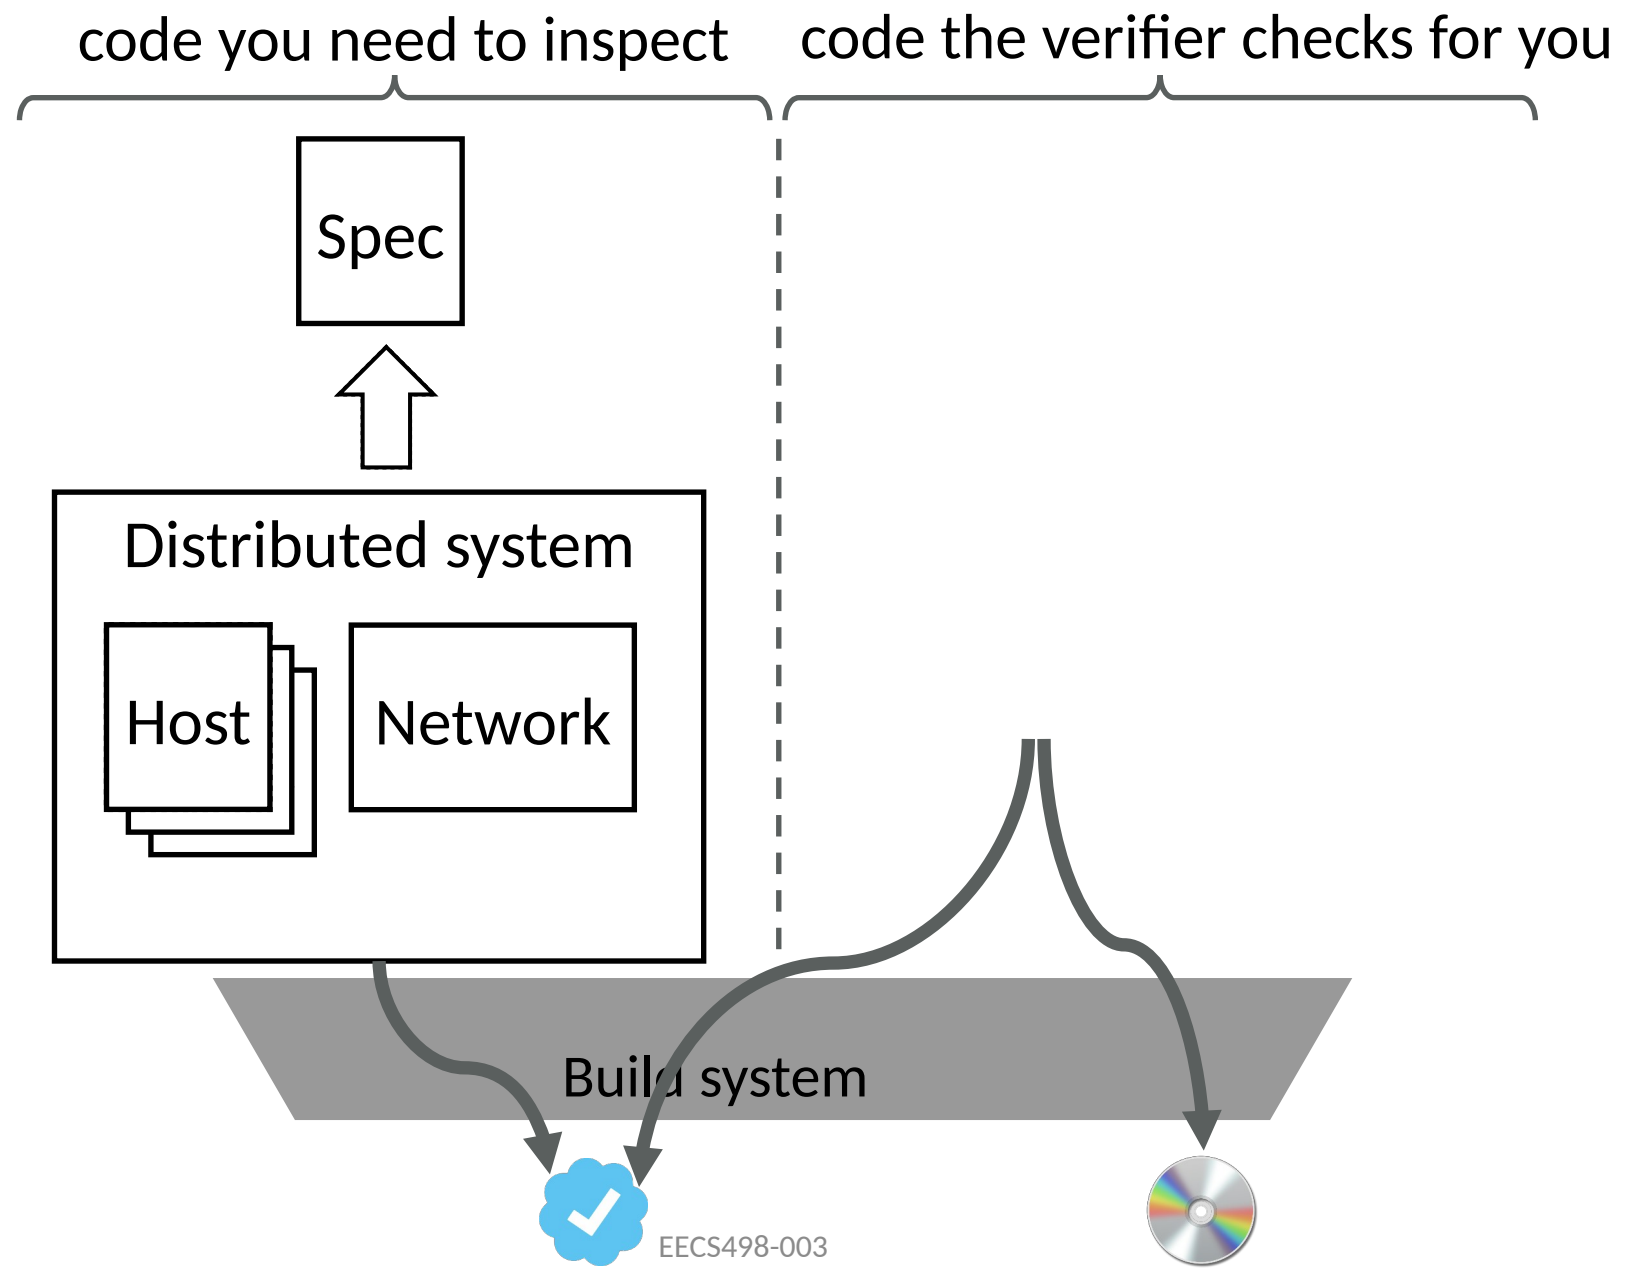 code you need to inspect
code the verifier checks for you
Spec
Distributed system
Host
Network
Build system
EECS498-003